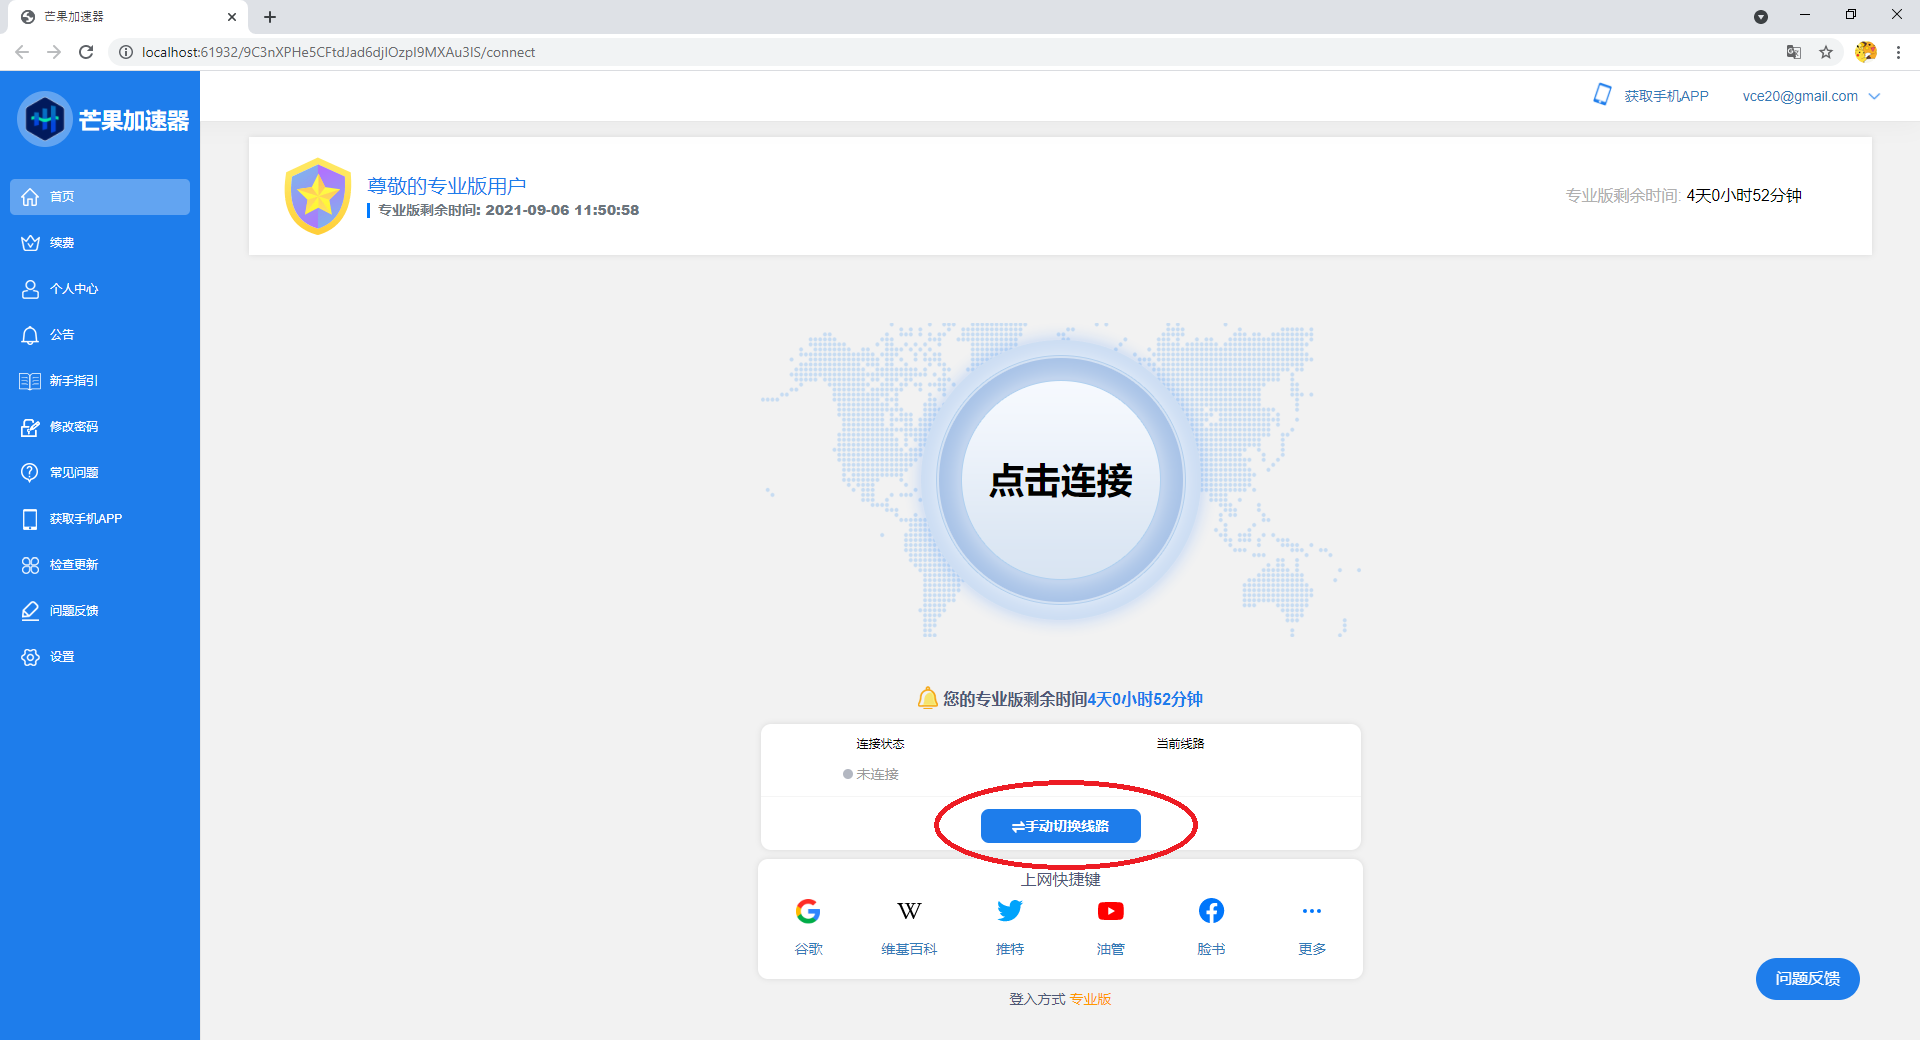 芒果加速器
localhost:61932/9C3nXPHe5CFtdJad6djlOzpI9MXAu3lS/connect
芒果加速器
获取手机APP
vce20@gmail.com
首页
续费
个人中心
公告
新手指引
修改密码
常见问题
获取手机APP
检查更新
问题反馈
设置
尊敬的专业版用户
专业版剩余时间: 2021-09-06 11:50:58
专业版剩余时间: 4天0小时52分钟
点击连接
您的专业版剩余时间4天0小时52分钟
连接状态 当前线路
未连接
⇌手动切换线路
上网快捷键
谷歌 维基百科 推特 油管 脸书 更多
登入方式 专业版
问题反馈